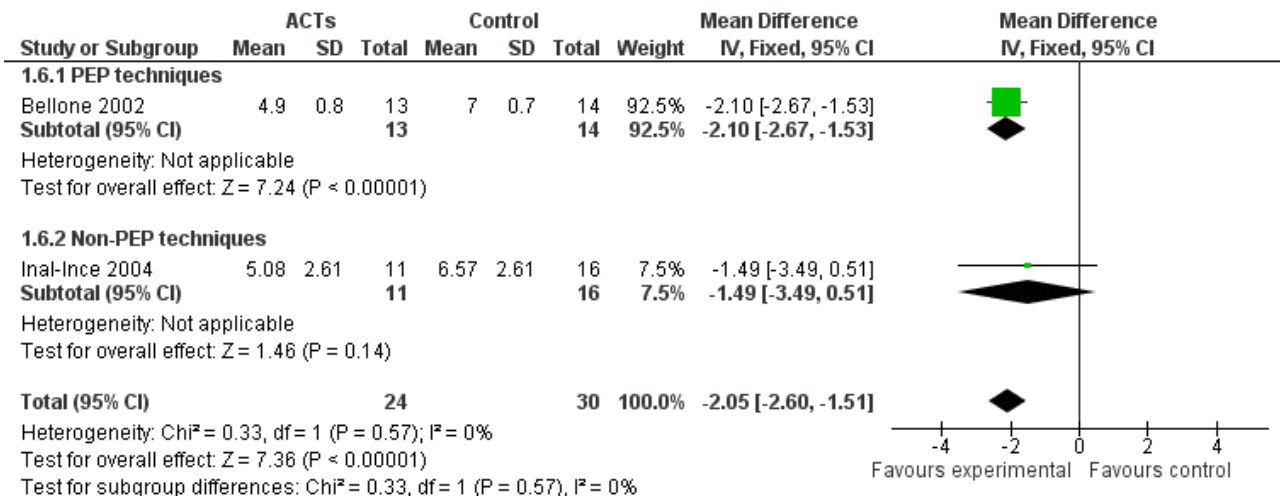 ACTs Control Mean Difference Mean Difference
Study or Subgroup Mean SD Total Mean SD Total Weight IV, Fixed, 95% CI IV, Fixed, 95% CI
1.6.1 PEP techniques
Bellone 2002 4.9 0.8 13 7 0.7 14 92.5% -2.10 [-2.67, -1.53]
Subtotal (95% CI) 13 14 92.5% -2.10 [-2.67, -1.53]
Heterogeneity: Not applicable
Test for overall effect: Z = 7.24 (P < 0.00001)
1.6.2 Non-PEP techniques
Inal-Ince 2004 5.08 2.61 11 6.57 2.61 16 7.5% -1.49 [-3.49, 0.51]
Subtotal (95% CI) 11 16 7.5% -1.49 [-3.49, 0.51]
Heterogeneity: Not applicable
Test for overall effect: Z = 1.46 (P = 0.14)
Total (95% CI) 24 30 100.0% -2.05 [-2.60, -1.51]
Heterogeneity: Chi² = 0.33, df = 1 (P = 0.57); I² = 0%
Test for overall effect: Z = 7.36 (P < 0.00001)
Test for subgroup differences: Chi² = 0.33, df = 1 (P = 0.57), I² = 0%
-4 -2 0 2 4
Favours experimental Favours control